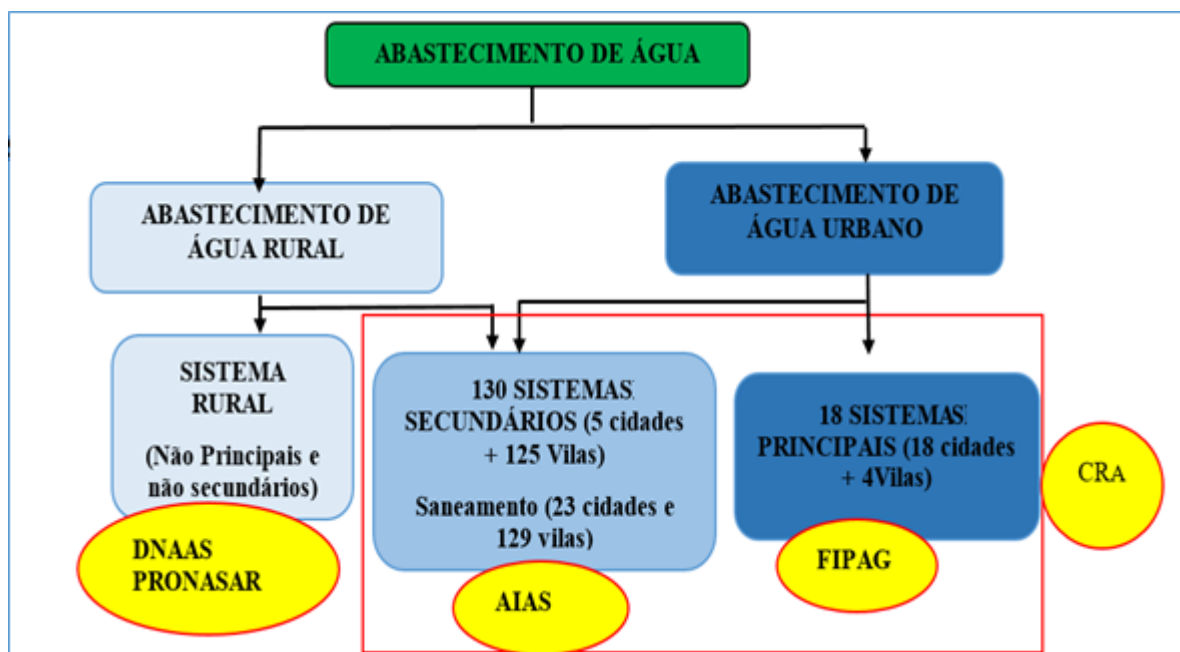 ABASTECIMENTO DE ÁGUA
ABASTECIMENTO DE
ÁGUA RURAL
ABASTECIMENTO DE
ÁGUA URBANO
SISTEMA
RURAL
(Não Principais e
não secundários)
DNAAS
PRONASAR
130 SISTEMAS
SECUNDÁRIOS (5 cidades
+ 125 Vilas)
Saneamento (23 cidades e
129 vilas)
AIAS
18 SISTEMAS
PRINCIPAIS (18 cidades
+ 4Vilas)
FIPAG
CRA